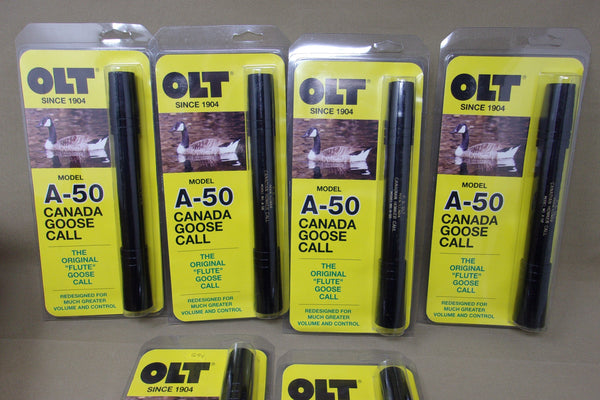 OLT
SINCE 1904
MODEL
A-50
CANADA
GOOSE
CALL
THE
ORIGINAL
"FLUTE"
GOOSE
CALL
REDESIGNED FOR
MUCH GREATER
VOLUME AND CONTROL
OLT
SINCE 1904
MODEL
A-50
CANADA
GOOSE
CALL
THE
ORIGINAL
"FLUTE"
GOOSE
CALL
REDESIGNED FOR
MUCH GREATER
VOLUME AND CONTROL
OLT
SINCE 1904
MODEL
A-50
CANADA
GOOSE
CALL
THE
ORIGINAL
"FLUTE"
GOOSE
CALL
REDESIGNED FOR
MUCH GREATER
VOLUME AND CONTROL
OLT
SINCE 1904
MODEL
A-50
CANADA
GOOSE
CALL
THE
ORIGINAL
"FLUTE"
GOOSE
CALL
REDESIGNED FOR
MUCH GREATER
VOLUME AND CONTROL
OLT
SINCE 1904
OLT
SINCE 1904